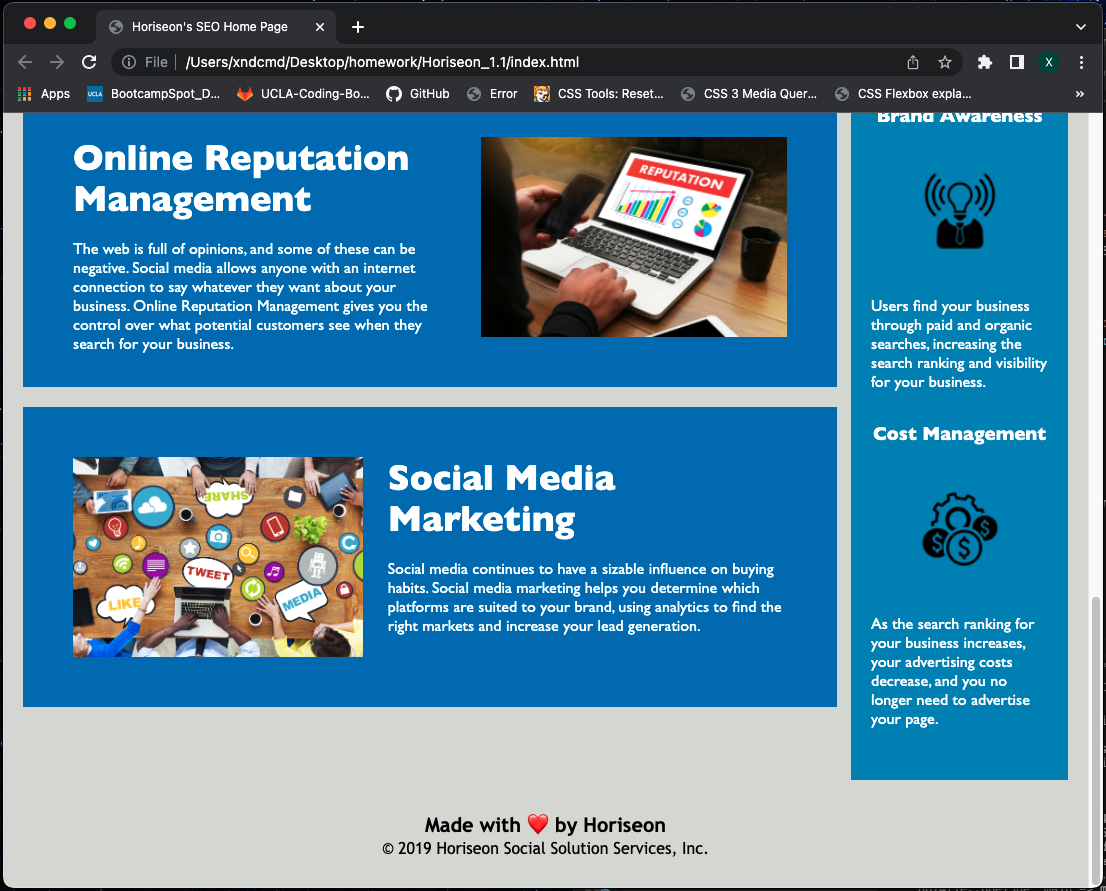 Horiseon's SEO Home Page
File
/Users/xndcmd/Desktop/homework/Horiseon_1.1/index.html
X
Apps
UCLA
BootcampSpot_D...
UCLA-Coding-Bo...
GitHub
Error
CSS Tools: Reset...
CSS 3 Media Quer...
CSS Flexbox expla...
»
Online Reputation
Management
The web is full of opinions, and some of these can be
negative. Social media allows anyone with an internet
connection to say whatever they want about your
business. Online Reputation Management gives you the
control over what potential customers see when they
search for your business.
REPUTATION
SHARE
TWEET
LIKE
MEDIA
Social Media
Marketing
Social media continues to have a sizable influence on buying
habits. Social media marketing helps you determine which
platforms are suited to your brand, using analytics to find the
right markets and increase your lead generation.
Brand Awareness
Users find your business
through paid and organic
searches, increasing the
search ranking and visibility
for your business.
Cost Management
$
$
$
As the search ranking for
your business increases,
your advertising costs
decrease, and you no
longer need to advertise
your page.
Made with ❤️ by Horiseon
© 2019 Horiseon Social Solution Services, Inc.